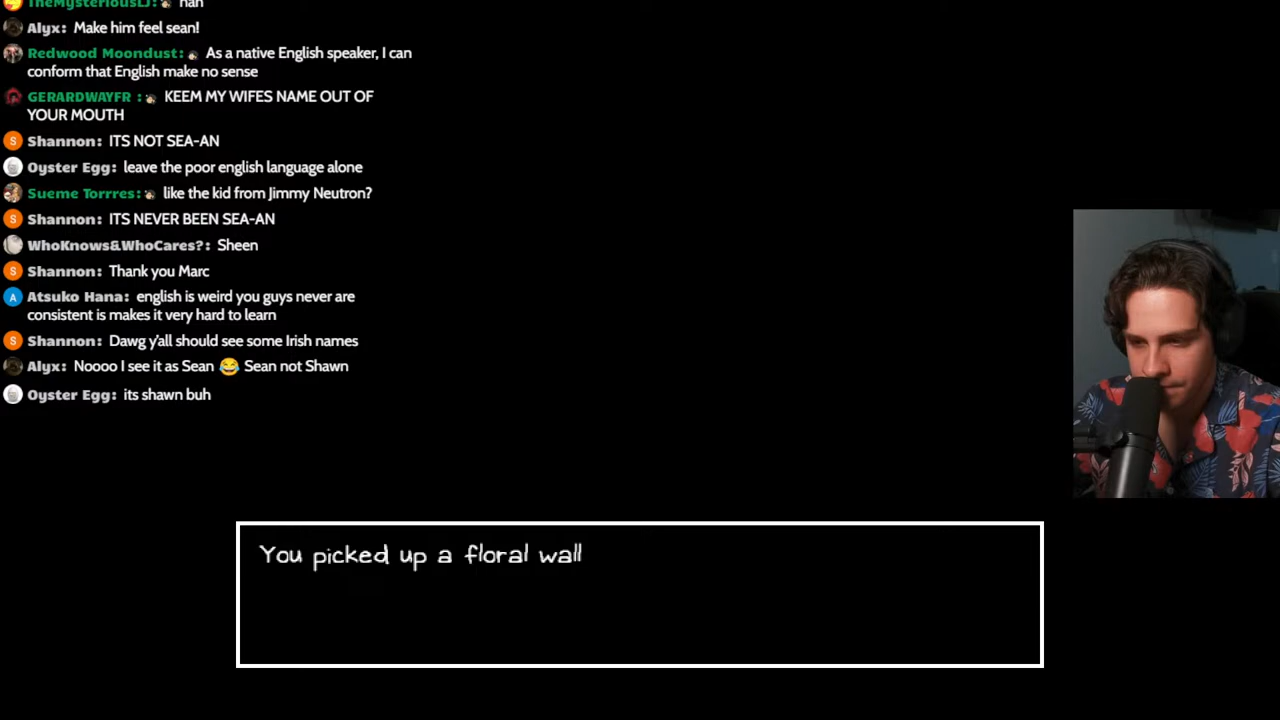 TheMysteriousLJ: nah
Alyx: Make him feel sean!
Redwood Moondust: As a native English speaker, I can
conform that English make no sense
GERARDWAYFR : KEEM MY WIFES NAME OUT OF
YOUR MOUTH
S Shannon: ITS NOT SEA-AN
Oyster Egg: leave the poor english language alone
Sueme Torrres: like the kid from Jimmy Neutron?
S Shannon: ITS NEVER BEEN SEA-AN
WhoKnows&WhoCares?: Sheen
S Shannon: Thank you Marc
A Atsuko Hana: english is weird you guys never are
consistent is makes it very hard to learn
S Shannon: Dawg y'all should see some Irish names
Alyx: Noooo I see it as Sean 😂 Sean not Shawn
Oyster Egg: its shawn buh
You picked up a floral wall